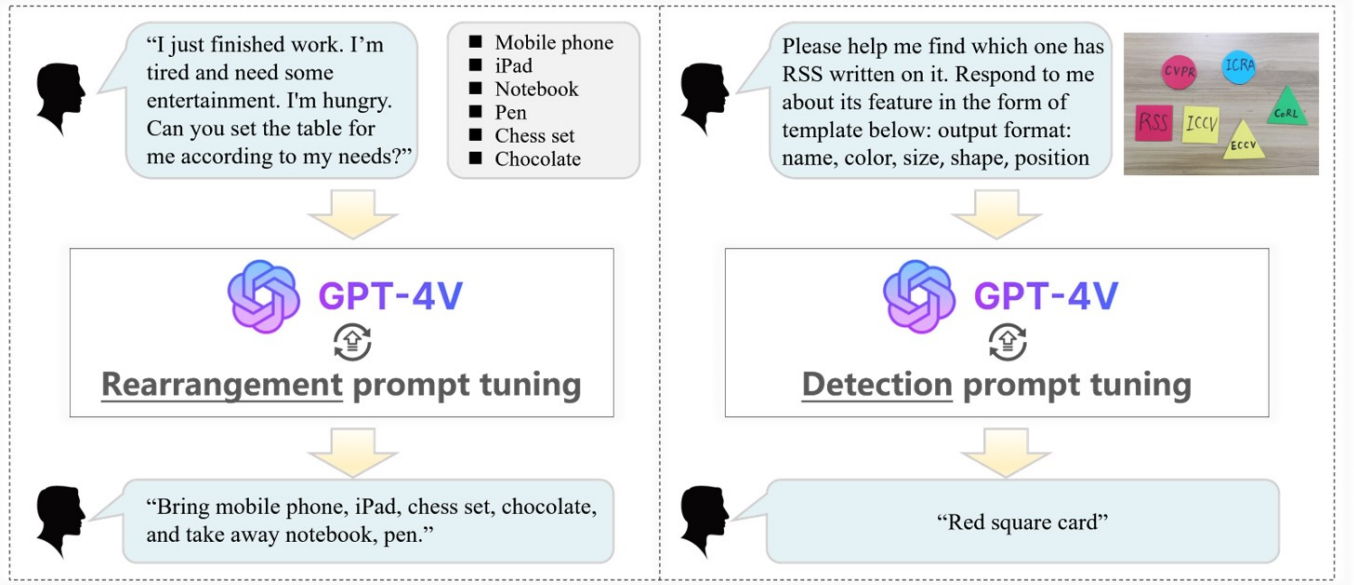 “I just finished work. I’m
tired and need some
entertainment. I'm hungry.
Can you set the table for
me according to my needs?”
■ Mobile phone
■ iPad
■ Notebook
■ Pen
■ Chess set
■ Chocolate
GPT-4V
Rearrangement prompt tuning
“Bring mobile phone, iPad, chess set, chocolate,
and take away notebook, pen.”
Please help me find which one has
RSS written on it. Respond to me
about its feature in the form of
template below: output format:
name, color, size, shape, position
CVPR
ICRA
RSS
ICCV
ECCV
CoRL
GPT-4V
Detection prompt tuning
“Red square card”